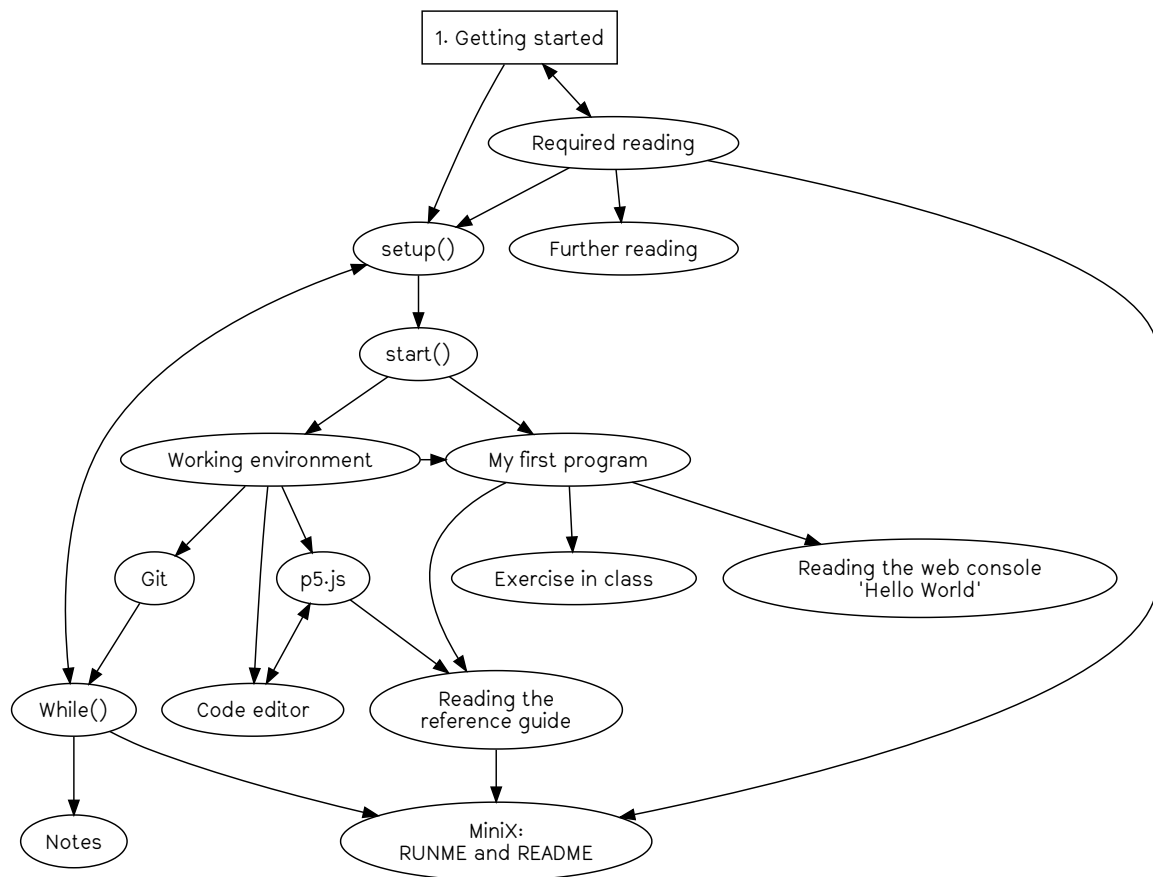 1. Getting started
Required reading
setup()
Further reading
start()
Working environment
My first program
Git
p5.js
Exercise in class
Reading the web console
'Hello World'
While()
Code editor
Reading the
reference guide
Notes
MiniX:
RUNME and README